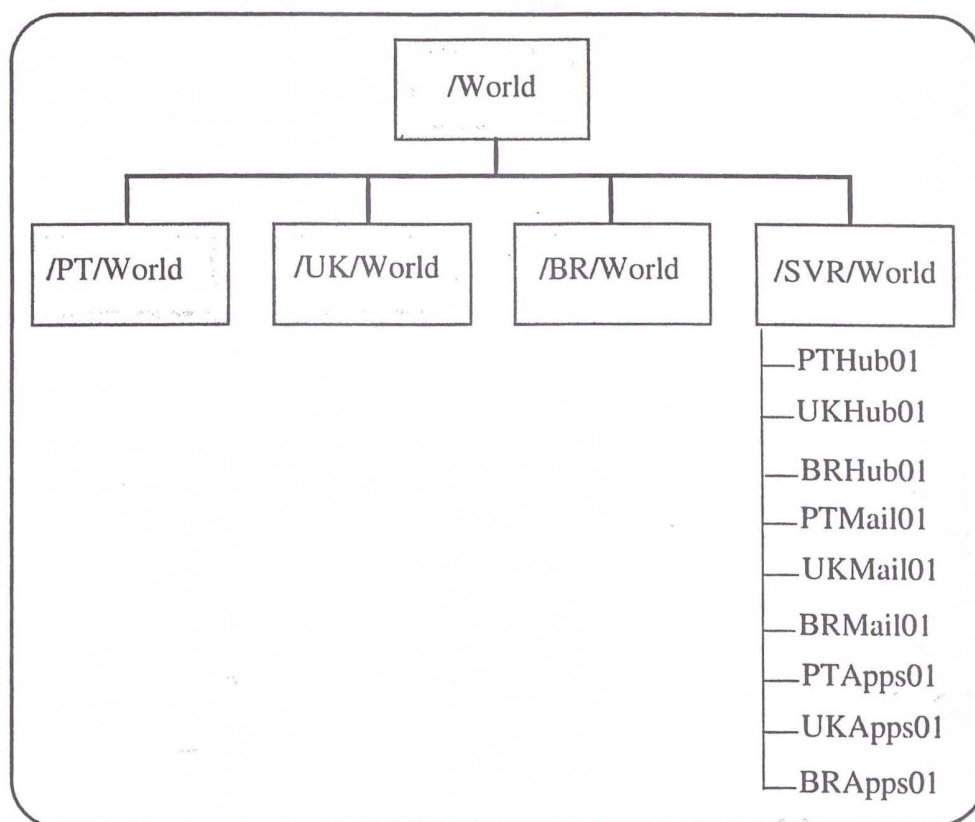 /World
/PT/World
/UK/World
/BR/World
/SVR/World
PTHub01
UKHub01
BRHub01
PTMail01
UKMail01
BRMail01
PTApps01
UKApps01
BRApps01